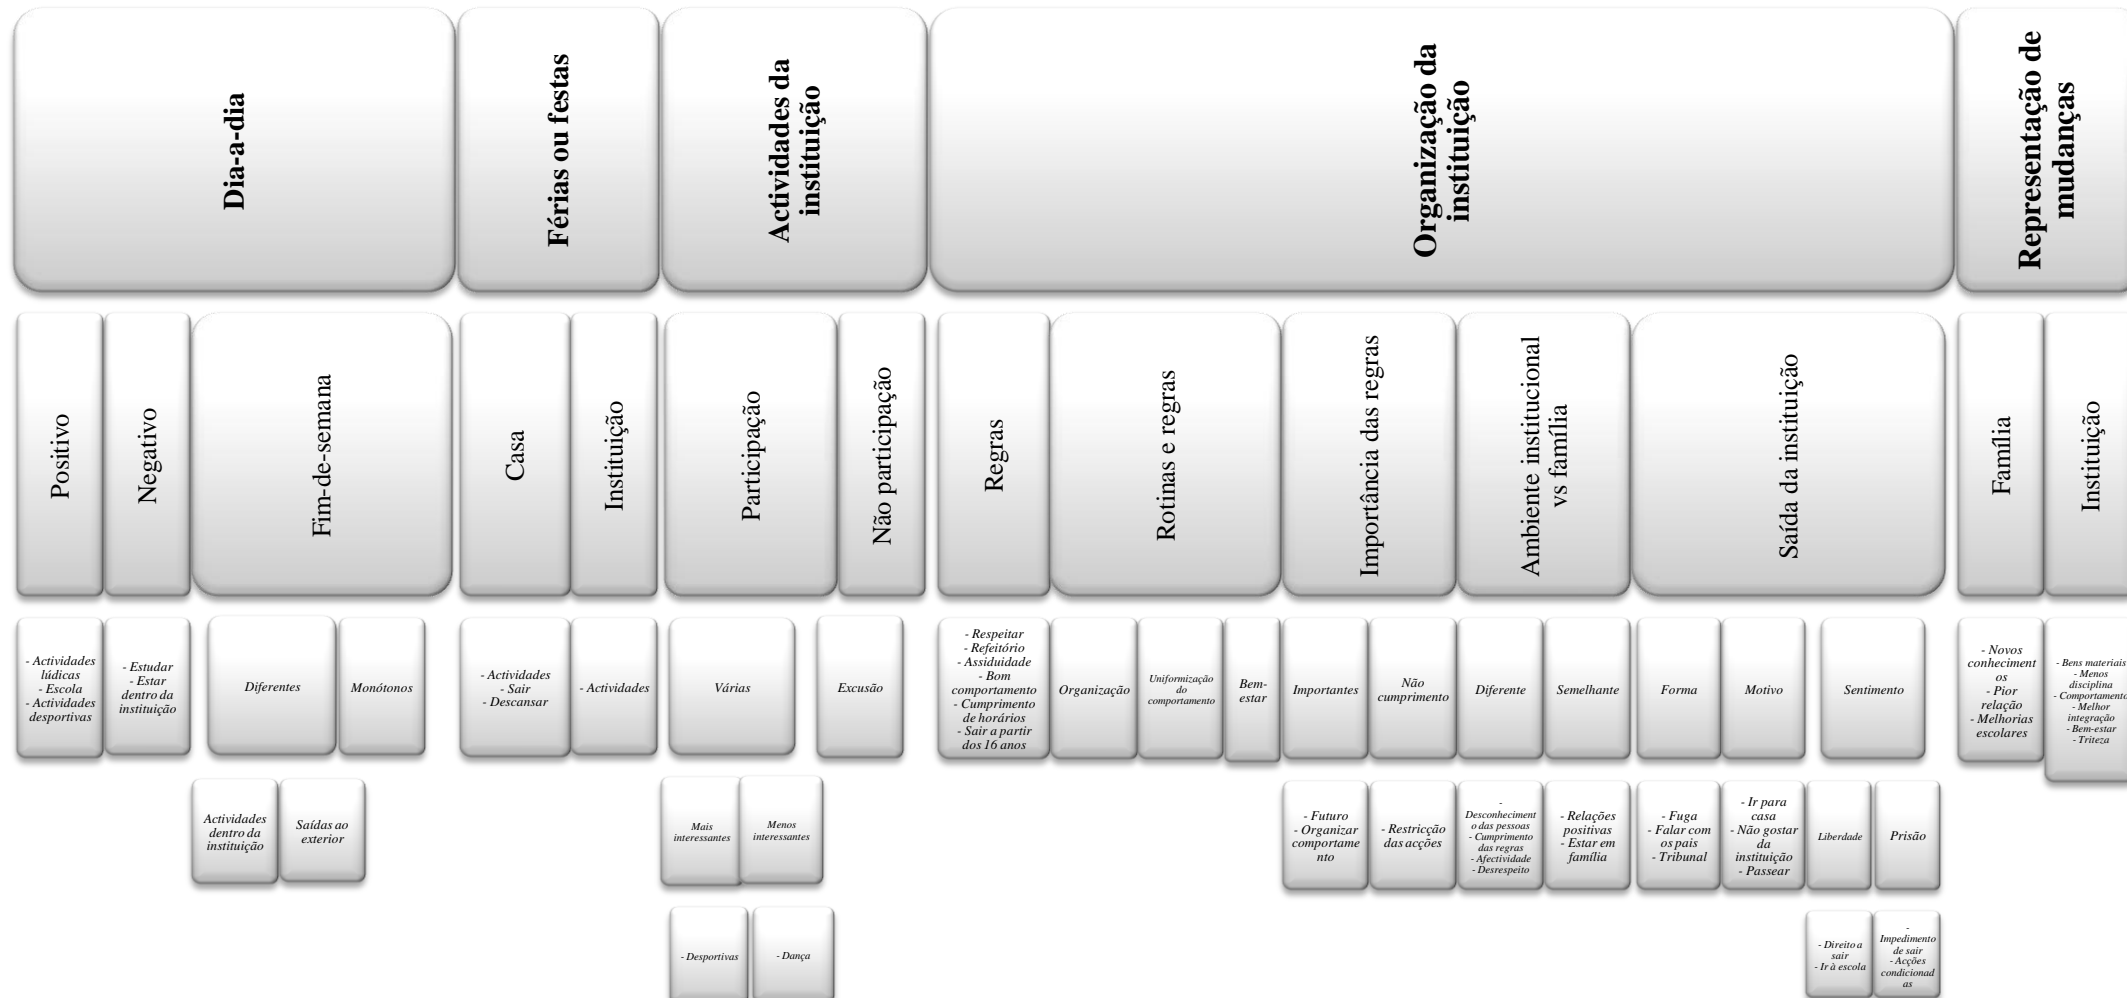 Dia-a-dia
Férias ou festas
Actividades da
instituição
Organização da
instituição
Representação de
mudanças
Positivo
Negativo
Fim-de-semana
Casa
Instituição
Participação
Não participação
Regras
Rotinas e regras
Importância das regras
Ambiente institucional
vs família
Saída da instituição
Família
Instituição
- Actividades
lúdicas
- Escola
- Actividades
desportivas
- Estudar
- Estar
dentro da
instituição
Diferentes
Monótonos
- Actividades
- Sair
- Descansar
- Actividades
Várias
Excusão
- Respeitar
- Refeitório
- Assiduidade
- Bom
comportamento
- Cumprimento
de horários
- Sair a partir
dos 16 anos
Organização
Uniformização
do
comportamento
Bem-
estar
Importantes
Não
cumprimento
Diferente
Semelhante
Forma
Motivo
Sentimento
- Novos
conheciment
os
- Pior
relação
- Melhorias
escolares
- Bens materiais
- Menos
disciplina
- Comportamento
- Melhor
integração
- Bem-estar
- Triteza
Actividades
dentro da
instituição
Saídas ao
exterior
Mais
interessantes
Menos
interessantes
- Futuro
- Organizar
comportame
nto
- Restricção
das acções
-
Desconheciment
o das pessoas
- Cumprimento
das regras
- Afectividade
- Desrespeito
- Relações
positivas
- Estar em
família
- Fuga
- Falar com
os pais
- Tribunal
- Ir para
casa
- Não gostar
da
instituição
- Passear
Liberdade
Prisão
- Desportivas
- Dança
- Direito a
sair
- Ir à escola
-
Impedimento
de sair
- Acções
condicionad
as